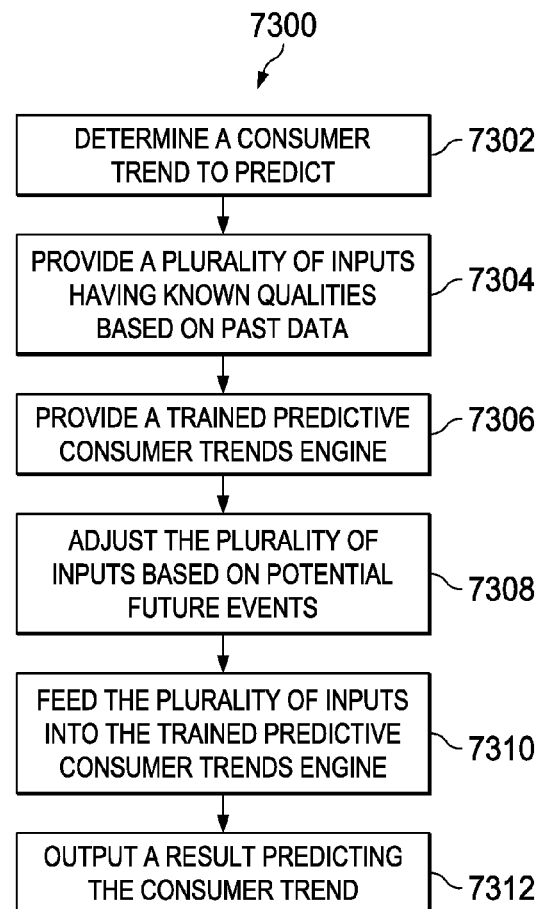 7300
DETERMINE A CONSUMER
TREND TO PREDICT
7302
PROVIDE A PLURALITY OF INPUTS
HAVING KNOWN QUALITIES
BASED ON PAST DATA
7304
PROVIDE A TRAINED PREDICTIVE
CONSUMER TRENDS ENGINE
7306
ADJUST THE PLURALITY OF
INPUTS BASED ON POTENTIAL
FUTURE EVENTS
7308
FEED THE PLURALITY OF INPUTS
INTO THE TRAINED PREDICTIVE
CONSUMER TRENDS ENGINE
7310
OUTPUT A RESULT PREDICTING
THE CONSUMER TREND
7312